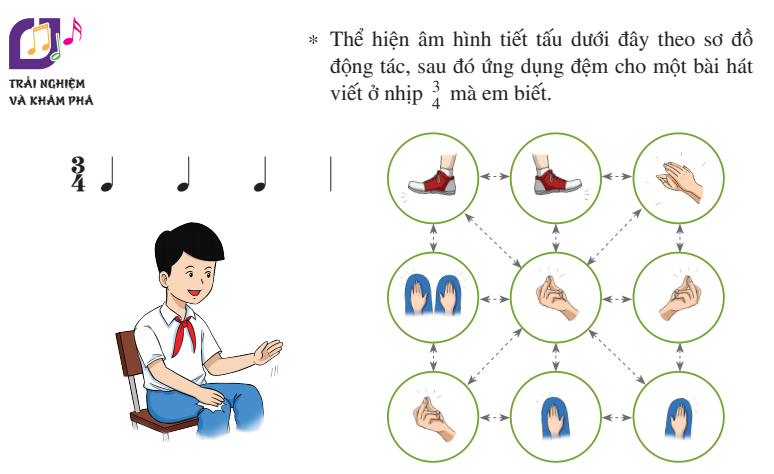 TRẢI NGHIỆM
VÀ KHÁM PHÁ
* Thể hiện âm hình tiết tấu dưới đây theo sơ đồ
động tác, sau đó ứng dụng đệm cho một bài hát
viết ở nhịp 3/4 mà em biết.
3
4